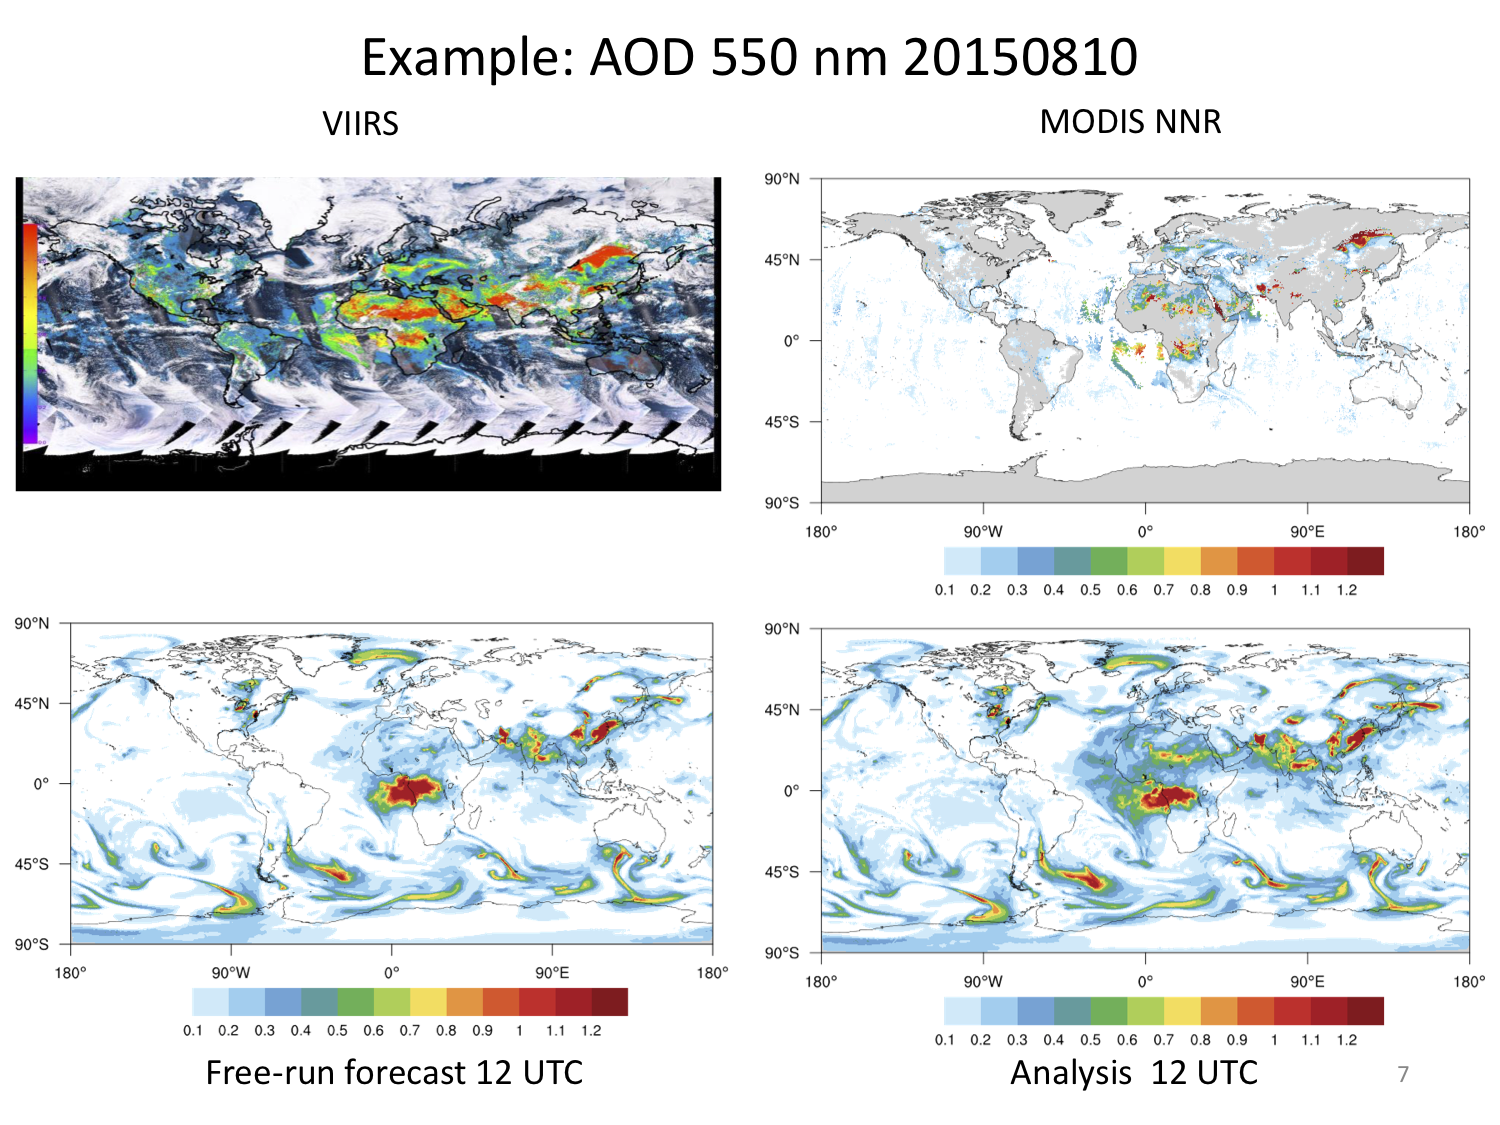 Example: AOD 550 nm 20150810
VIIRS
MODIS NNR
90°N
45°N
0°
45°S
90°S
180° 90°W 0° 90°E 180°
0.1 0.2 0.3 0.4 0.5 0.6 0.7 0.8 0.9 1 1.1 1.2
90°N
45°N
0°
45°S
90°S
180° 90°W 0° 90°E 180°
0.1 0.2 0.3 0.4 0.5 0.6 0.7 0.8 0.9 1 1.1 1.2
Free-run forecast 12 UTC
90°N
45°N
0°
45°S
90°S
180° 90°W 0° 90°E 180°
0.1 0.2 0.3 0.4 0.5 0.6 0.7 0.8 0.9 1 1.1 1.2
Analysis 12 UTC
7